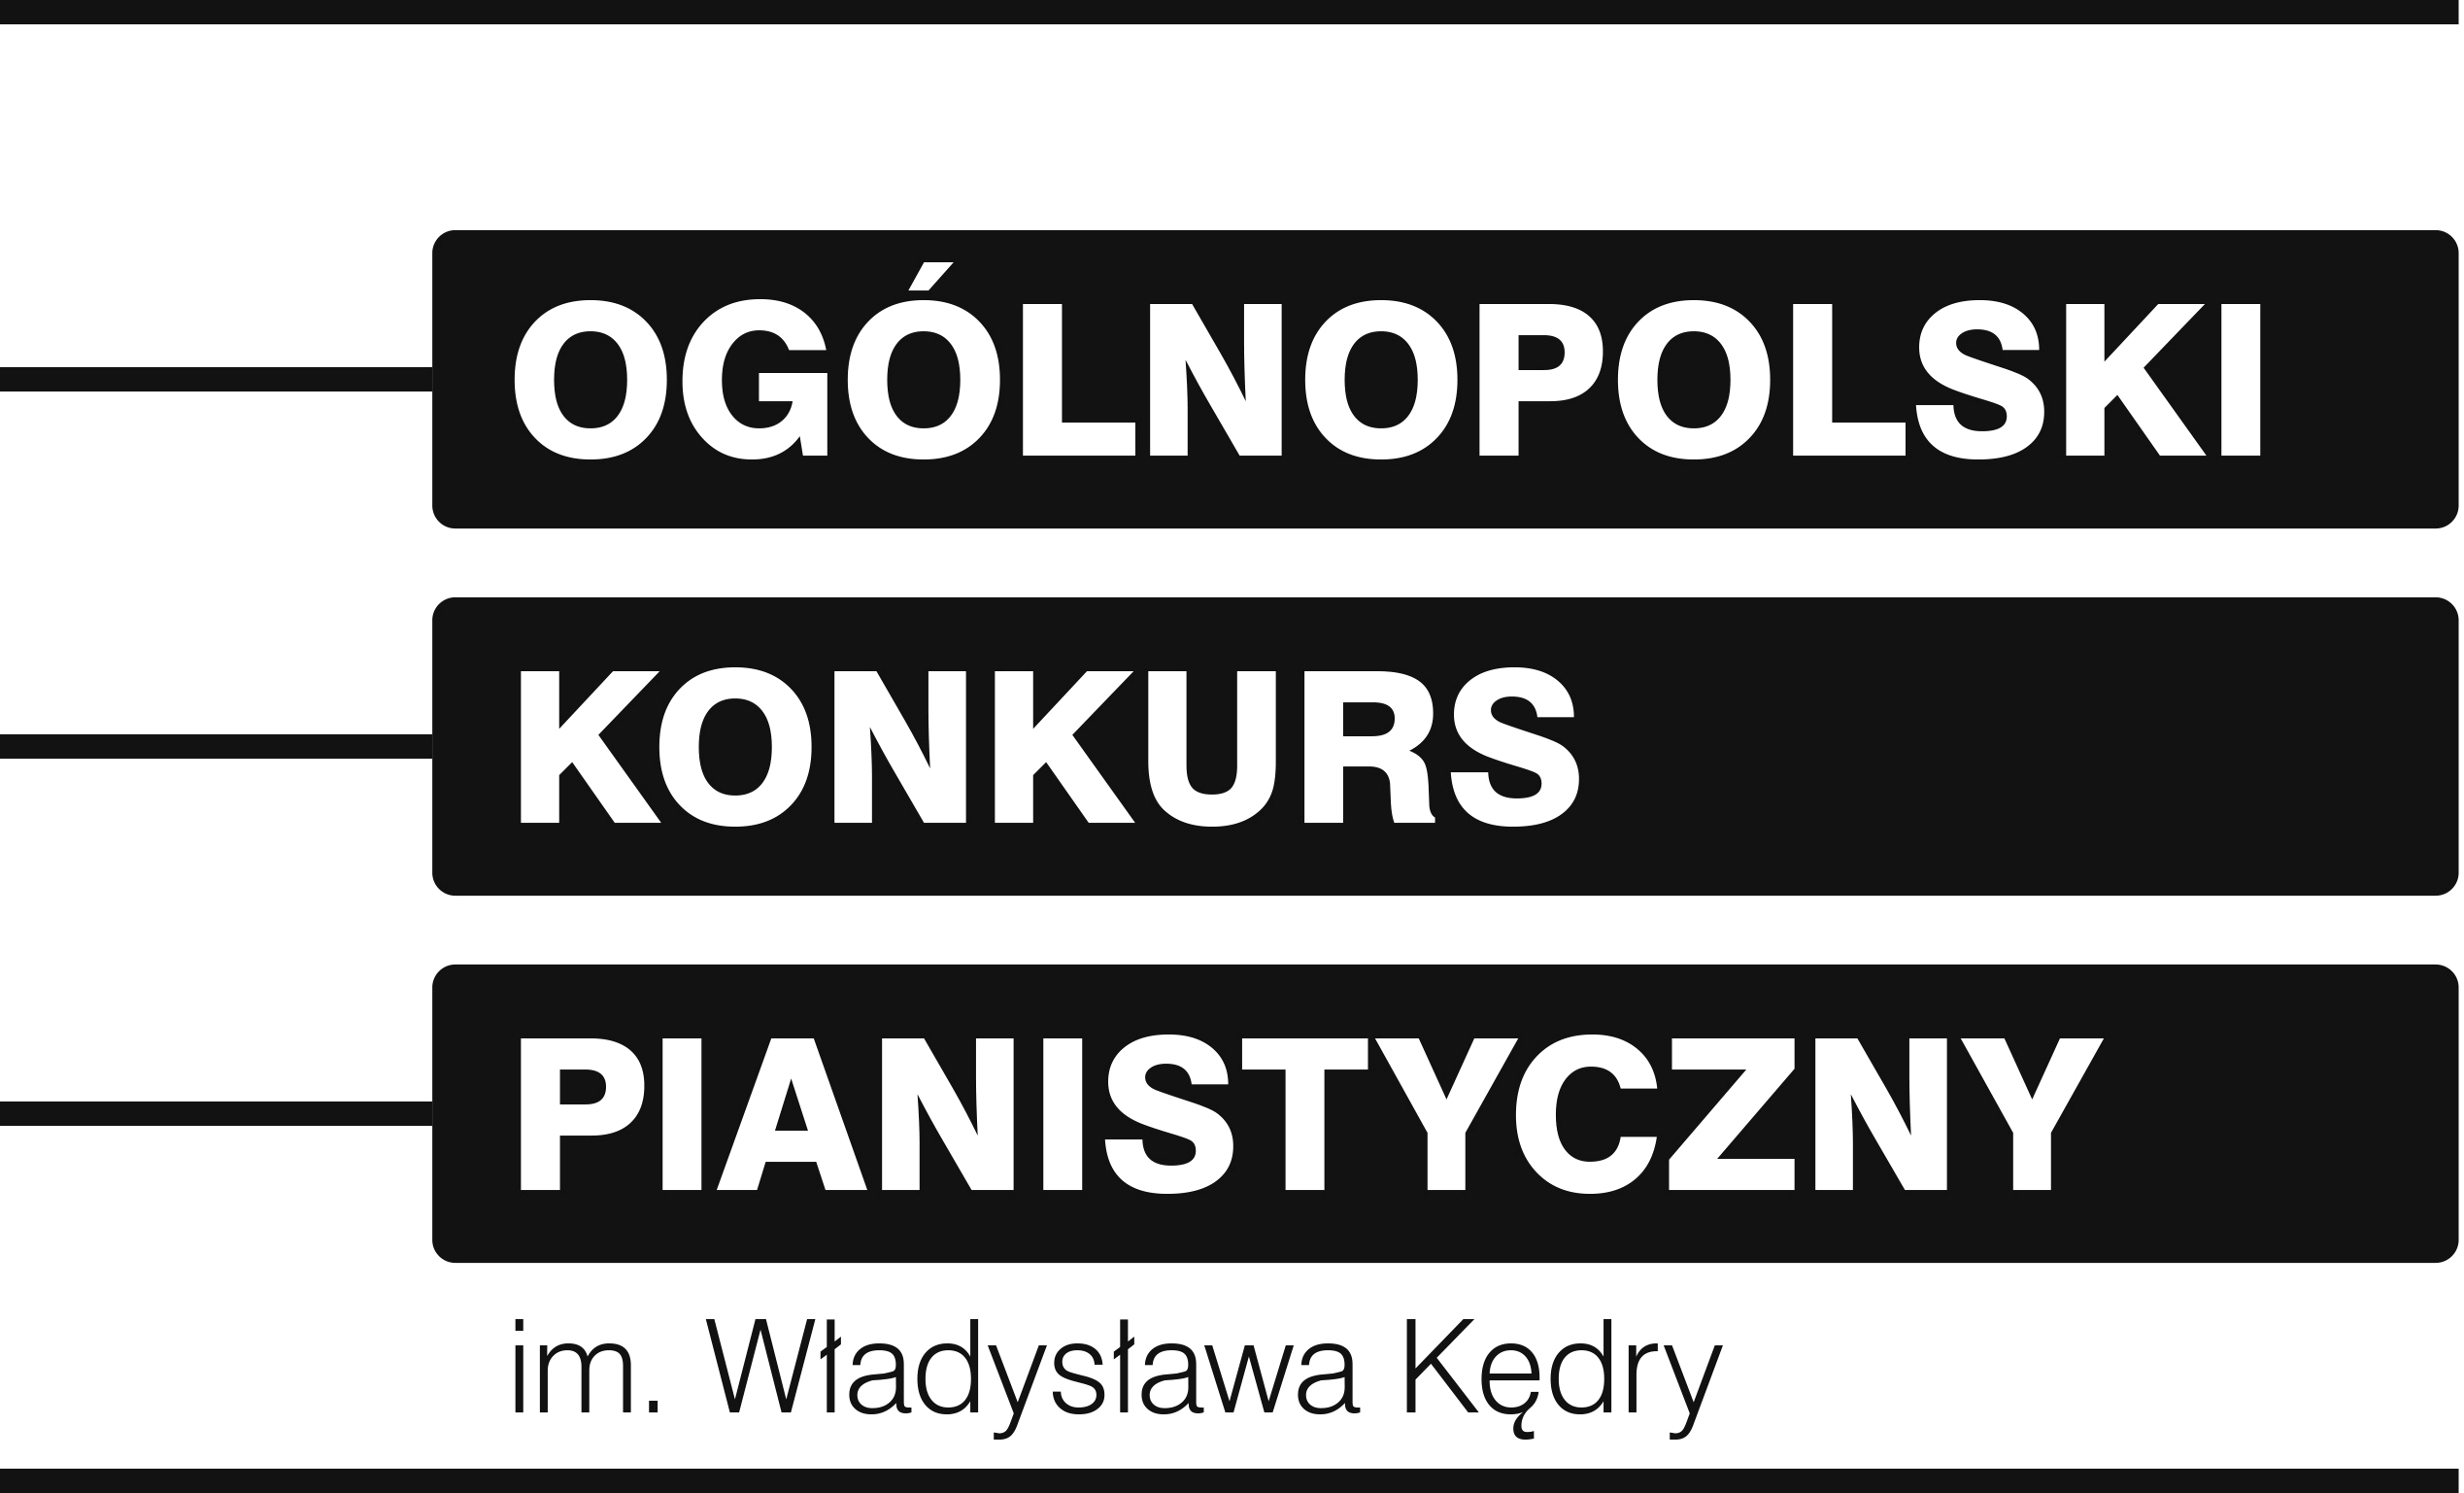 OGÓLNOPOLSKI
KONKURS
PIANISTYCZNY
im. Władysława Kędry